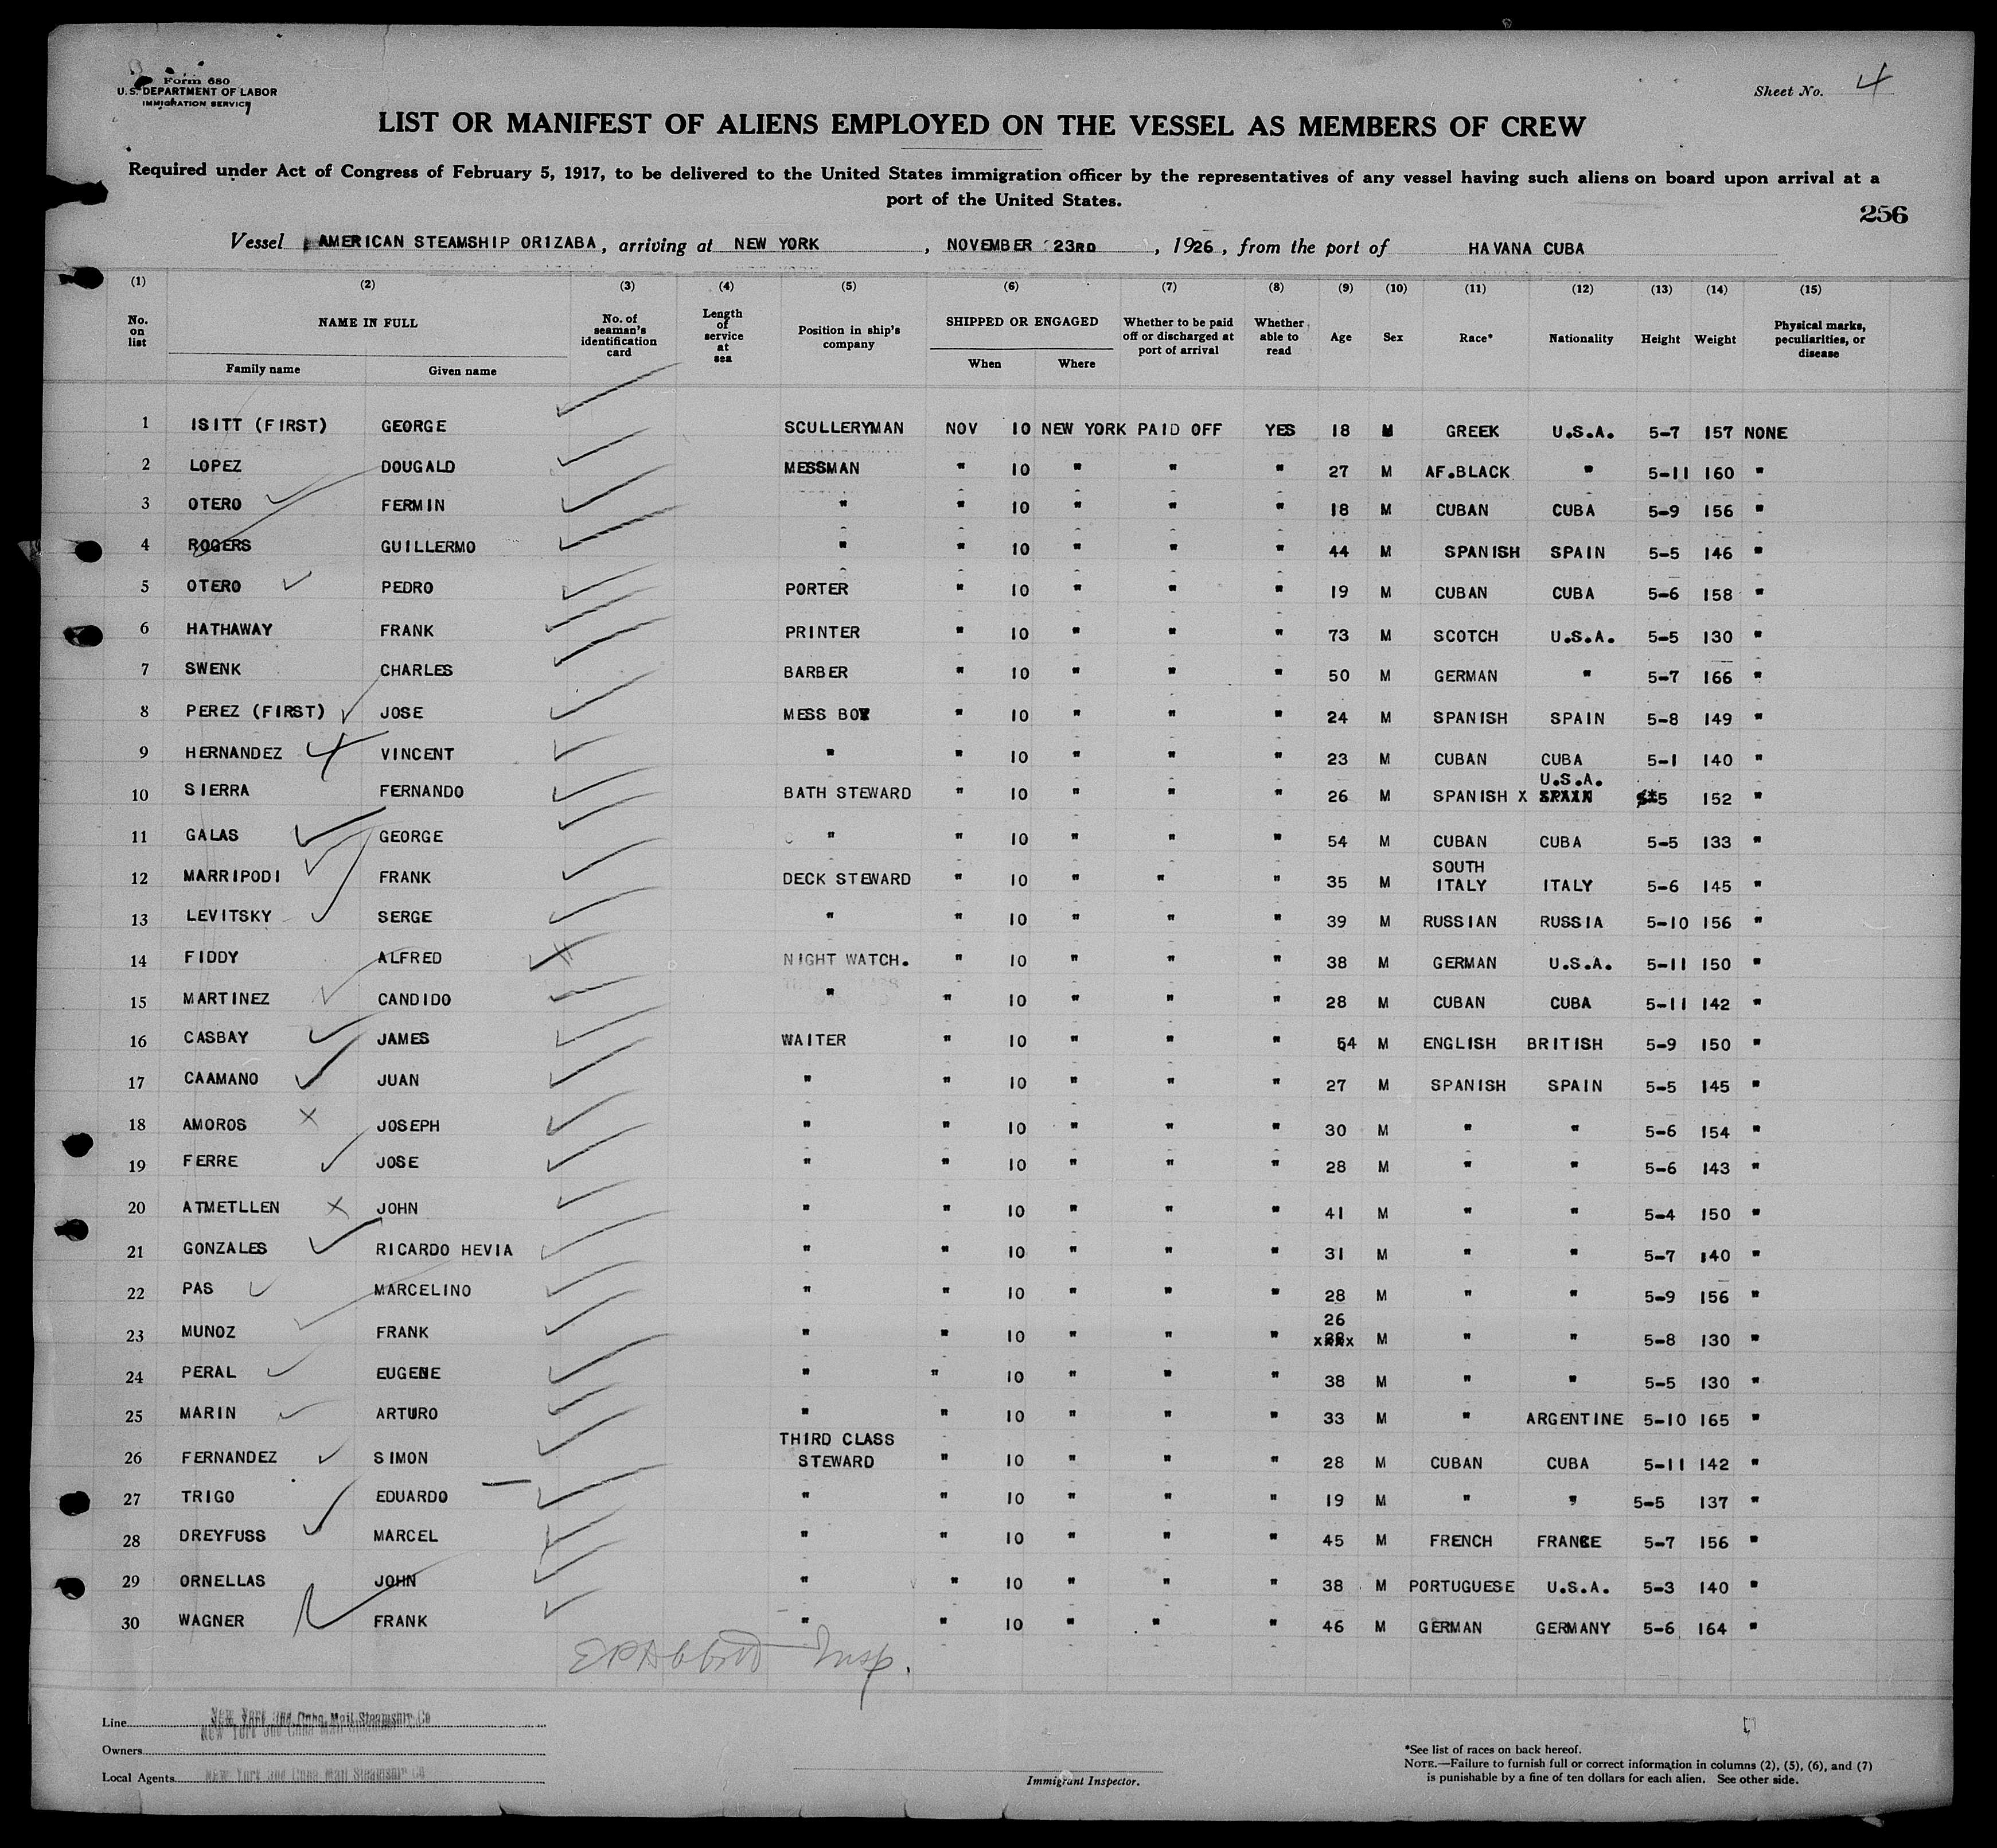 Form 680
U. S. DEPARTMENT OF LABOR
IMMIGRATION SERVICE
Sheet No. 4
LIST OR MANIFEST OF ALIENS EMPLOYED ON THE VESSEL AS MEMBERS OF CREW
Required under Act of Congress of February 5, 1917, to be delivered to the United States immigration officer by the representatives of any vessel having such aliens on board upon arrival at a
port of the United States.
256
Vessel AMERICAN STEAMSHIP ORIZABA, arriving at NEW YORK, NOVEMBER 23RD, 1926, from the port of HAVANA CUBA
(1) (2) (3) (4) (5) (6) (7) (8) (9) (10) (11) (12) (13) (14) (15)
No. on list NAME IN FULL Family name Given name No. of seaman's identification card Length of service at sea Position in ship's company SHIPPED OR ENGAGED When Where Whether to be paid off or discharged at port of arrival Whether able to read Age Sex Race* Nationality Height Weight Physical marks, peculiarities, or disease
1 ISITT (FIRST) GEORGE SCULLERYMAN NOV 10 NEW YORK PAID OFF YES 18 M GREEK U.S.A. 5-7 157 NONE
2 LOPEZ DOUGALD MESSMAN " 10 " " " 27 M AF.BLACK " 5-11 160 "
3 OTERO FERMIN " " 10 " " " 18 M CUBAN CUBA 5-9 156 "
4 ROGERS GUILLERMO " " 10 " " " 44 M SPANISH SPAIN 5-5 146 "
5 OTERO PEDRO PORTER " 10 " " " 19 M CUBAN CUBA 5-6 158 "
6 HATHAWAY FRANK PRINTER " 10 " " " 73 M SCOTCH U.S.A. 5-5 130 "
7 SWENK CHARLES BARBER " 10 " " " 50 M GERMAN " 5-7 166 "
8 PEREZ (FIRST) JOSE MESS BOY " 10 " " " 24 M SPANISH SPAIN 5-8 149 "
9 HERNANDEZ VINCENT " " 10 " " " 23 M CUBAN CUBA 5-1 140 "
10 SIERRA FERNANDO BATH STEWARD " 10 " " " 26 M SPANISH X U.S.A. SPAIN 5 152 "
11 GALAS GEORGE " " 10 " " " 54 M CUBAN CUBA 5-5 133 "
12 MARRIPODI FRANK DECK STEWARD " 10 " " " 35 M SOUTH ITALY ITALY 5-6 145 "
13 LEVITSKY SERGE " " 10 " " " 39 M RUSSIAN RUSSIA 5-10 156 "
14 FIDDY ALFRED NIGHT WATCH. " 10 " " " 38 M GERMAN U.S.A. 5-11 150 "
15 MARTINEZ CANDIDO " " 10 " " " 28 M CUBAN CUBA 5-11 142 "
16 CASBAY JAMES WAITER " 10 " " " 54 M ENGLISH BRITISH 5-9 150 "
17 CAAMANO JUAN " " 10 " " " 27 M SPANISH SPAIN 5-5 145 "
18 AMOROS JOSEPH " " 10 " " " 30 M " " 5-6 154 "
19 FERRE JOSE " " 10 " " " 28 M " " 5-6 143 "
20 ATMETLLEN JOHN " " 10 " " " 41 M " " 5-4 150 "
21 GONZALES RICARDO HEVIA " " 10 " " " 31 M " " 5-7 140 "
22 PAS MARCELINO " " 10 " " " 28 M " " 5-9 156 "
23 MUNOZ FRANK " " 10 " " " 26 M " " 5-8 130 "
24 PERAL EUGENE " " 10 " " " 38 M " " 5-5 130 "
25 MARIN ARTURO " " 10 " " " 33 M " ARGENTINE 5-10 165 "
26 FERNANDEZ SIMON THIRD CLASS STEWARD " 10 " " " 28 M CUBAN CUBA 5-11 142 "
27 TRIGO EDUARDO " " 10 " " " 19 M " " 5-5 137 "
28 DREYFUSS MARCEL " " 10 " " " 45 M FRENCH FRANCE 5-7 156 "
29 ORNELLAS JOHN " " 10 " " " 38 M PORTUGUESE U.S.A. 5-3 140 "
30 WAGNER FRANK " " 10 " " " 46 M GERMAN GERMANY 5-6 164 "
Insp.
Line New York and Cuba Mail Steamship Co
Owners
Local Agents New York and Cuba Mail Steamship Co
Immigrant Inspector.
*See list of races on back hereof.
NOTE.—Failure to furnish full or correct information in columns (2), (5), (6), and (7)
is punishable by a fine of ten dollars for each alien. See other side.